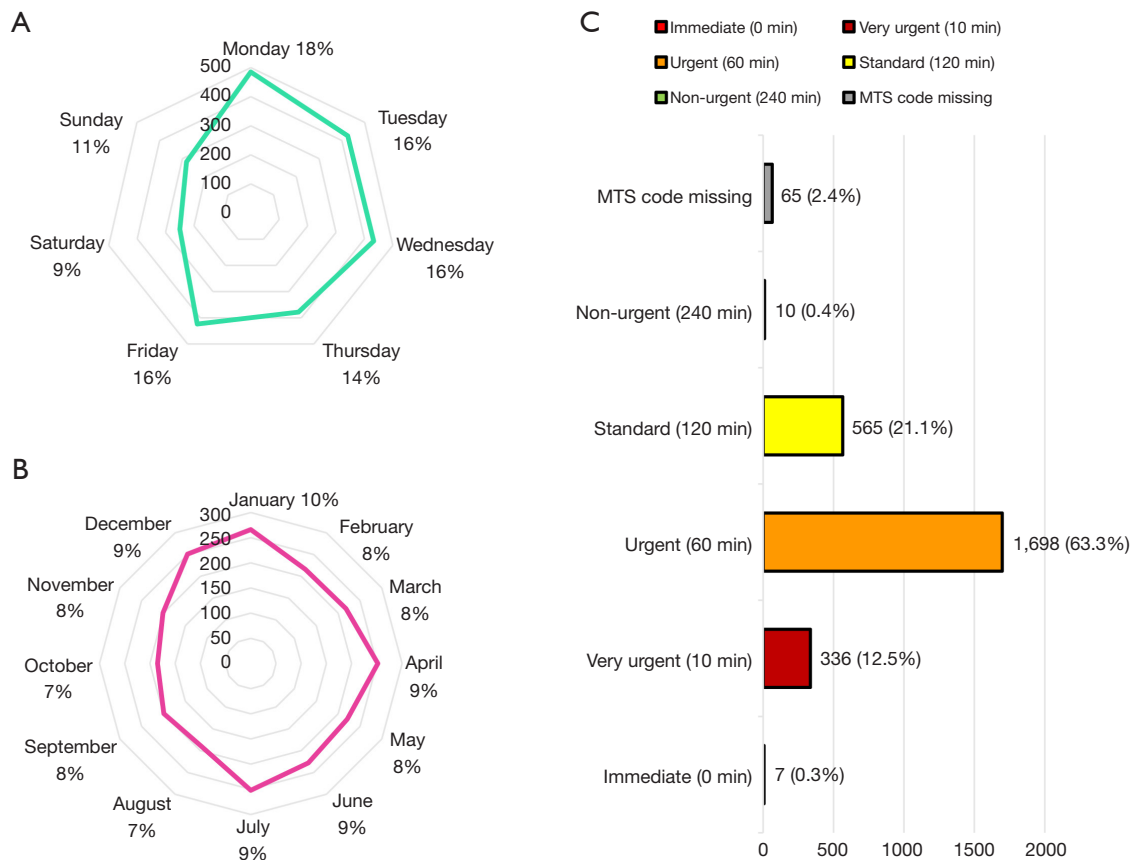 A
Monday 18%
500
400
300
200
100
0
Tuesday
16%
Wednesday
16%
Thursday
14%
Friday
16%
Saturday
9%
Sunday
11%
B
January 10%
300
250
200
150
100
50
0
February
8%
March
8%
April
9%
May
8%
June
9%
July
9%
August
7%
September
8%
October
7%
November
8%
December
9%
C
Immediate (0 min)
Very urgent (10 min)
Urgent (60 min)
Standard (120 min)
Non-urgent (240 min)
MTS code missing
MTS code missing
65 (2.4%)
Non-urgent (240 min)
10 (0.4%)
Standard (120 min)
565 (21.1%)
Urgent (60 min)
1,698 (63.3%)
Very urgent (10 min)
336 (12.5%)
Immediate (0 min)
7 (0.3%)
0
500
1000
1500
2000